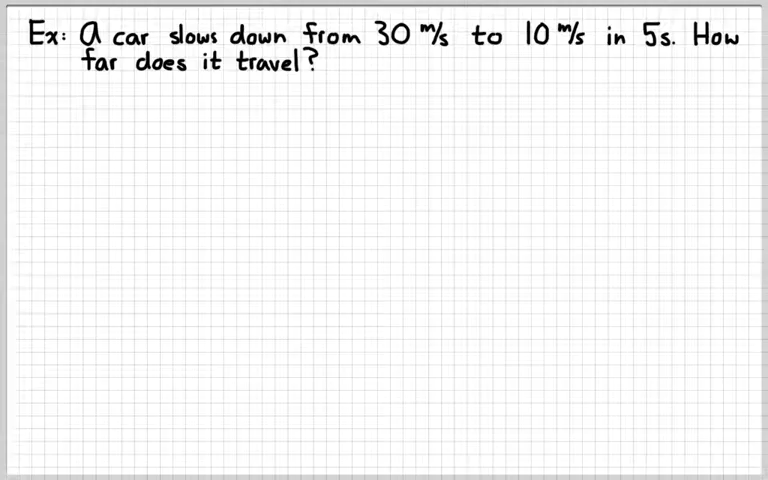 Ex: A car slows down from 30 m/s to 10 m/s in 5s. How
far does it travel?